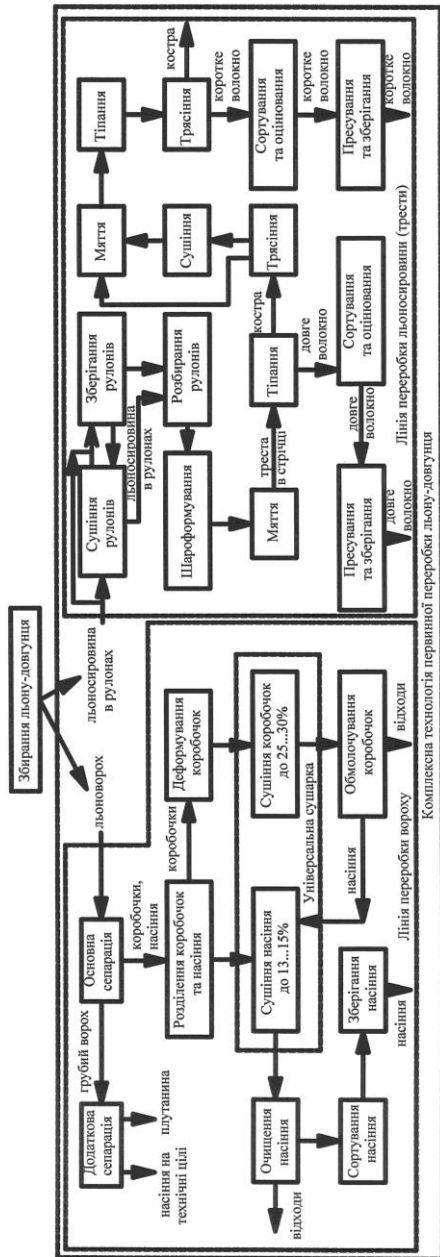 Збирання льону-довгунця
льоноворох
льоносировина
в рулонах
Додаткова
сепарація
грубий ворох
Основна
сепарація
насіння на
технічні цілі
плутанина
коробочки,
насіння
Розділення коробочок
та насіння
коробочки
Деформування
коробочок
Сушіння насіння
до 13...15%
Сушіння коробочок
до 25...30%
Універсальна сушарка
Очищення
насіння
відходи
насіння
Обмолочування
коробочок
відходи
Сортування
насіння
Зберігання
насіння
насіння
Лінія переробки вороху
Сушіння
рулонів
Зберігання
рулонів
льоносировина
в рулонах
Розбирання
рулонів
Шароформування
Мяття
треста
в стрічці
Тіпання
костра
Трясіння
Сушіння
Мяття
Тіпання
Трясіння
костра
коротке
волокно
Сортування
та оцінювання
коротке
волокно
Пресування
та зберігання
коротке
волокно
довге
волокно
Сортування
та оцінювання
довге
волокно
Пресування
та зберігання
довге
волокно
Лінія переробки льоносировини (трести)
Комплексна технологія первинної переробки льону-довгунця